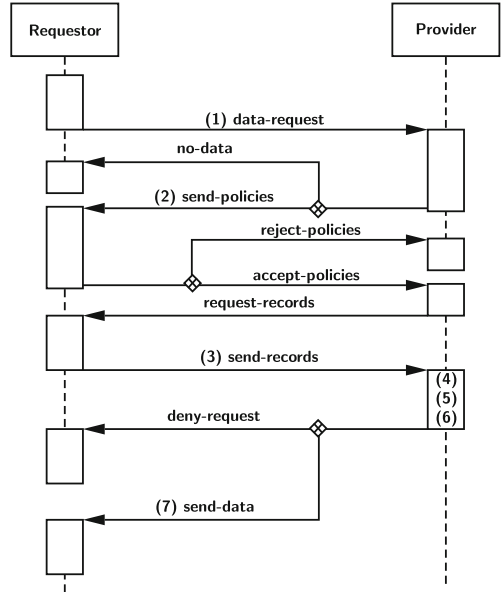 Requestor
Provider
(1) data-request
no-data
(2) send-policies
reject-policies
accept-policies
request-records
(3) send-records
(4)
(5)
(6)
deny-request
(7) send-data